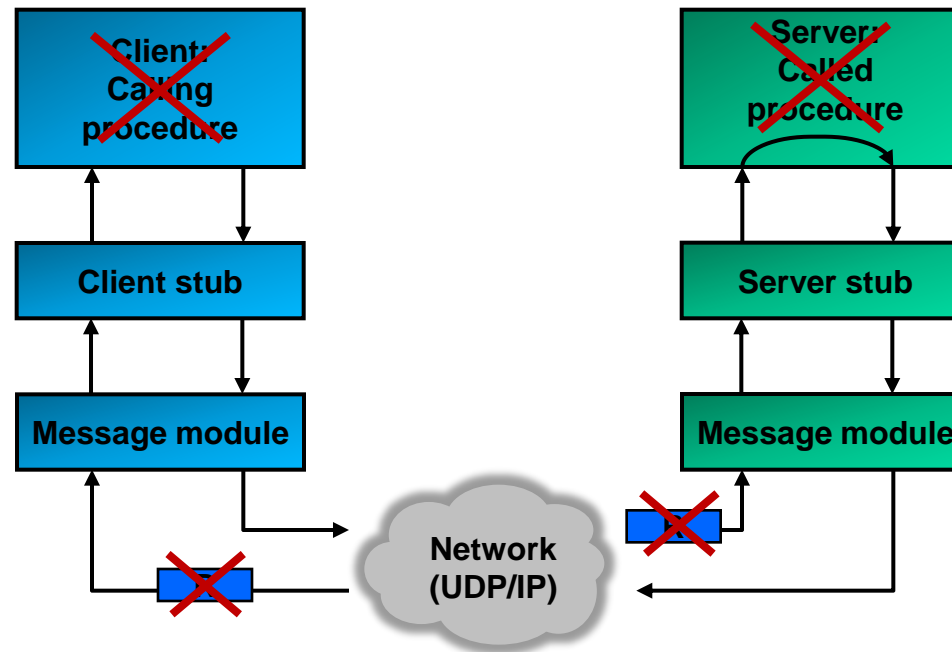 Client:
Calling
procedure
Server:
Called
procedure
Client stub
Server stub
Message module
Message module
Network
(UDP/IP)